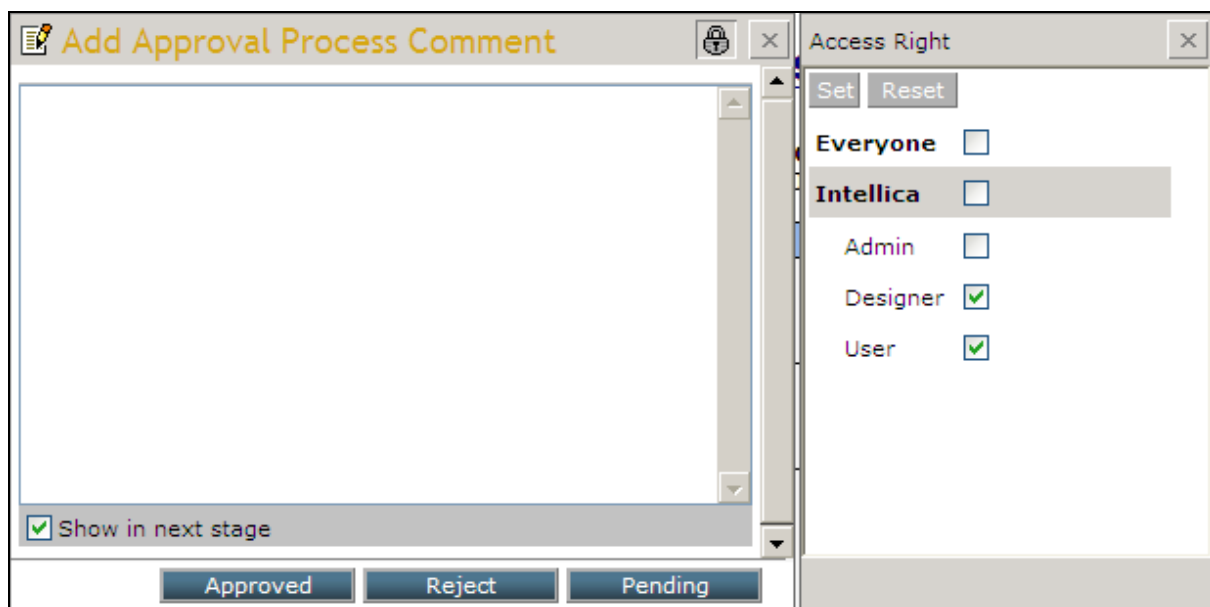 Add Approval Process Comment
Show in next stage
Approved Reject Pending
Access Right
Set Reset
Everyone
Intellica
Admin
Designer
User